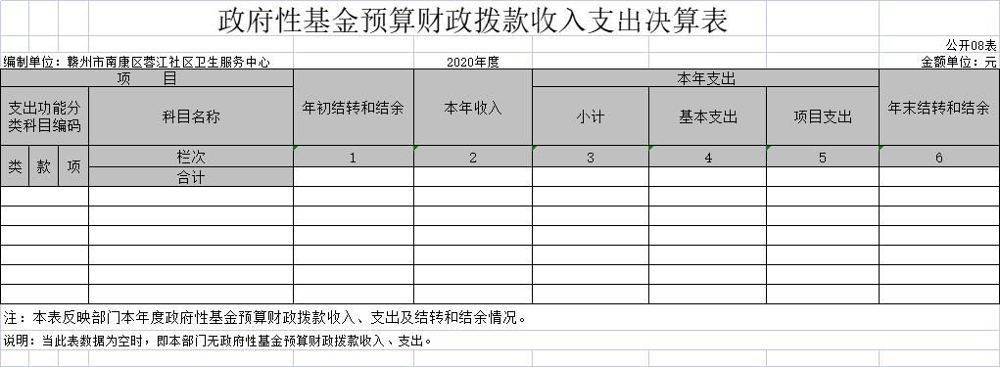 政府性基金预算财政拨款收入支出决算表
公开08表
编制单位：赣州市南康区蓉江社区卫生服务中心 2020年度 金额单位：元
项 目 年初结转和结余 本年收入 本年支出 年末结转和结余
支出功能分类科目编码 科目名称 小计 基本支出 项目支出
类 款 项 栏次 1 2 3 4 5 6
合计
注：本表反映部门本年度政府性基金预算财政拨款收入、支出及结转和结余情况。
说明：当此表数据为空时，即本部门无政府性基金预算财政拨款收入、支出。